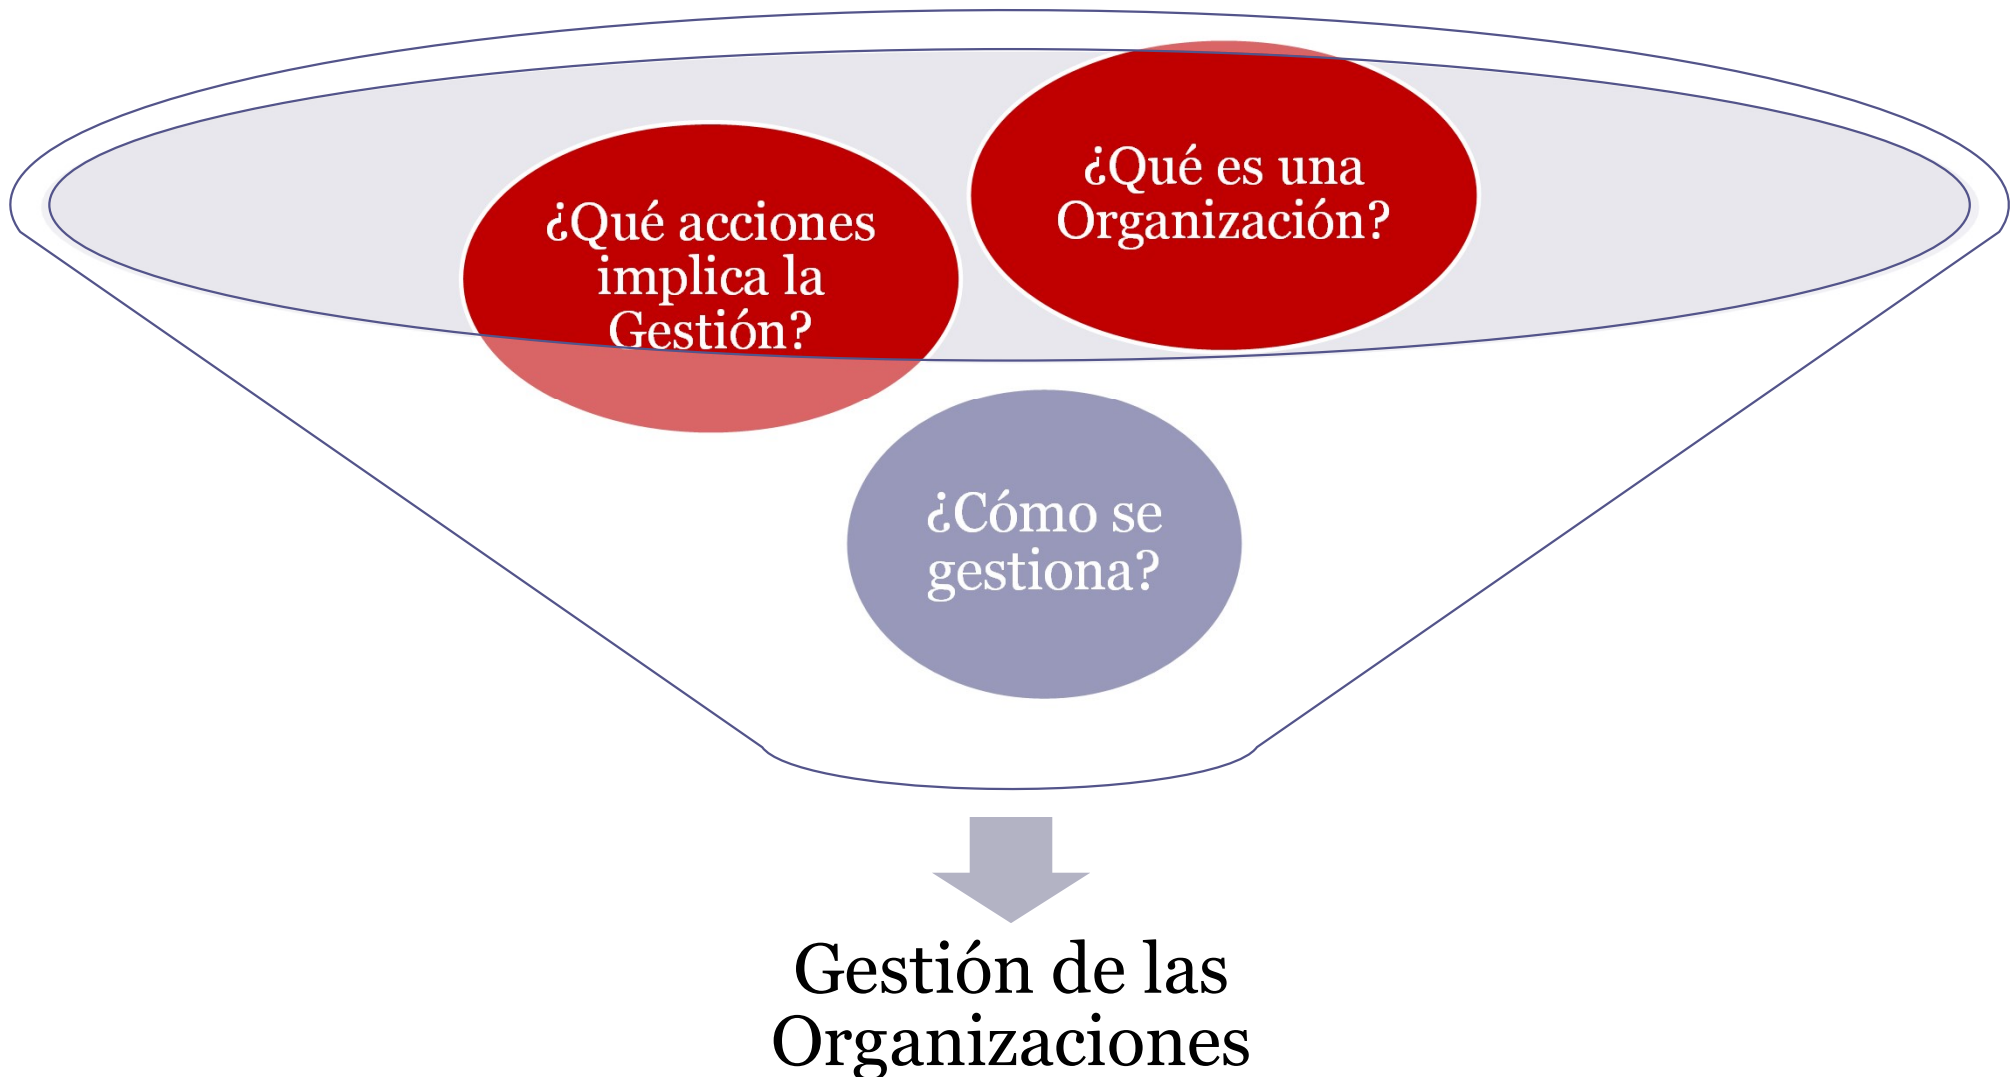 ¿Qué es una
Organización?
¿Qué acciones
implica la
Gestión?
¿Cómo se
gestiona?
Gestión de las
Organizaciones